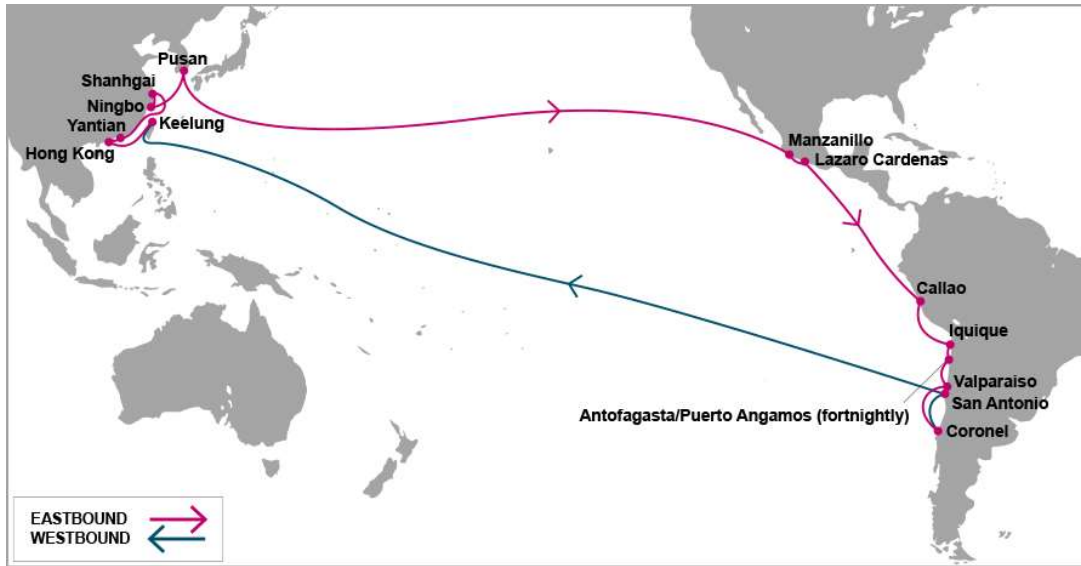 Pusan
Shanhgai
Ningbo
Yantian
Keelung
Hong Kong
Manzanillo
Lazaro Cardenas
Callao
Iquique
Valparaiso
San Antonio
Antofagasta/Puerto Angamos (fortnightly)
Coronel
EASTBOUND
WESTBOUND